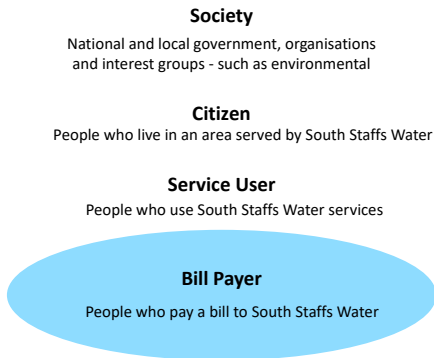 Society
National and local government, organisations
and interest groups - such as environmental
Citizen
People who live in an area served by South Staffs Water
Service User
People who use South Staffs Water services
Bill Payer
People who pay a bill to South Staffs Water